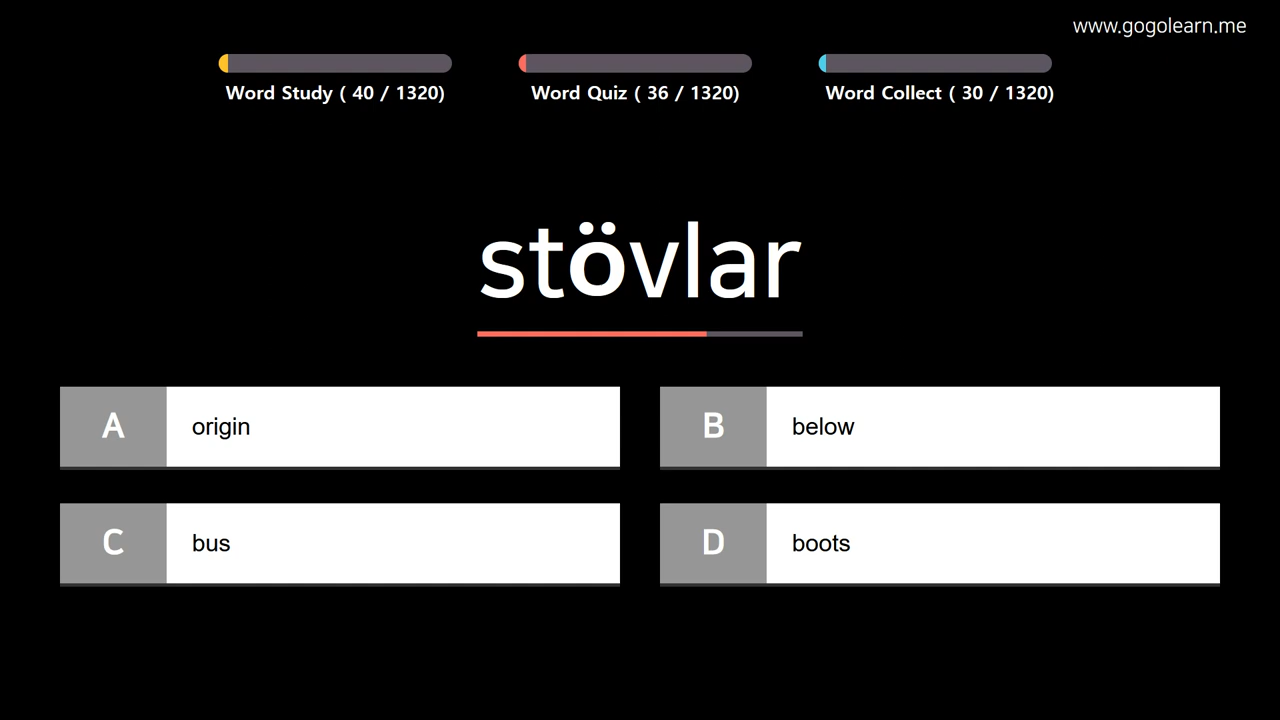 www.gogolearn.me
Word Study ( 40 / 1320)
Word Quiz ( 36 / 1320)
Word Collect ( 30 / 1320)
stövlar
A origin
B below
C bus
D boots